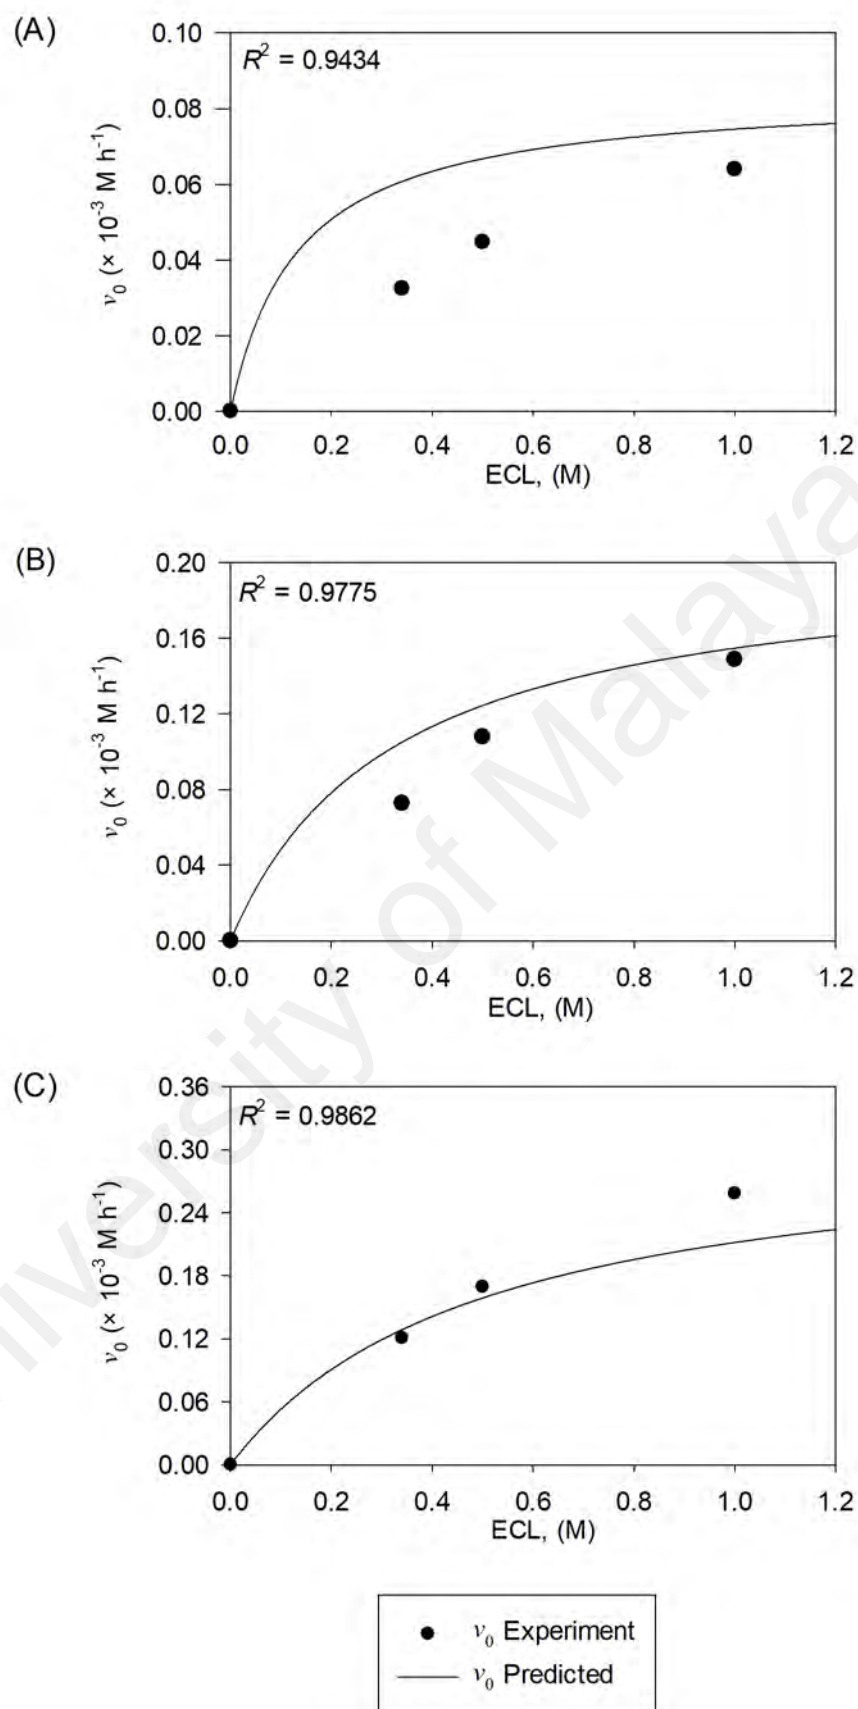 (A)
R² = 0.9434
v₀ (× 10⁻³ M h⁻¹)
0.10
0.08
0.06
0.04
0.02
0.00
0.0 0.2 0.4 0.6 0.8 1.0 1.2
ECL, (M)
(B)
R² = 0.9775
v₀ (× 10⁻³ M h⁻¹)
0.20
0.16
0.12
0.08
0.04
0.00
0.0 0.2 0.4 0.6 0.8 1.0 1.2
ECL, (M)
(C)
R² = 0.9862
v₀ (× 10⁻³ M h⁻¹)
0.36
0.30
0.24
0.18
0.12
0.06
0.00
0.0 0.2 0.4 0.6 0.8 1.0 1.2
ECL, (M)
v₀ Experiment
v₀ Predicted
of Malaya